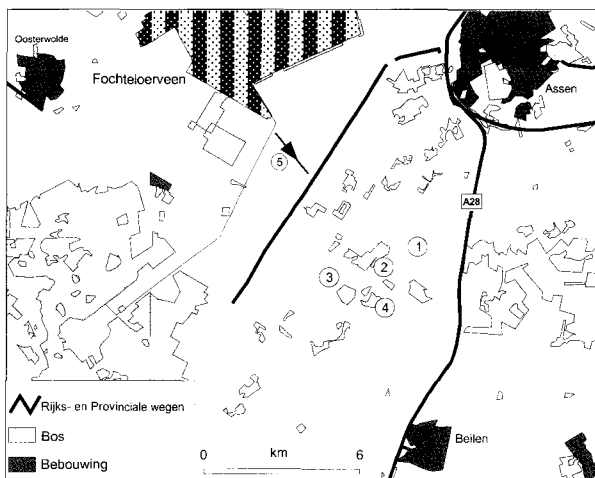 Oosterwolde
Fochteloerveen
Assen
5
A28
1
2
3
4
Rijks- en Provinciale wegen
Bos
Bebouwing
0 km 6
Beilen